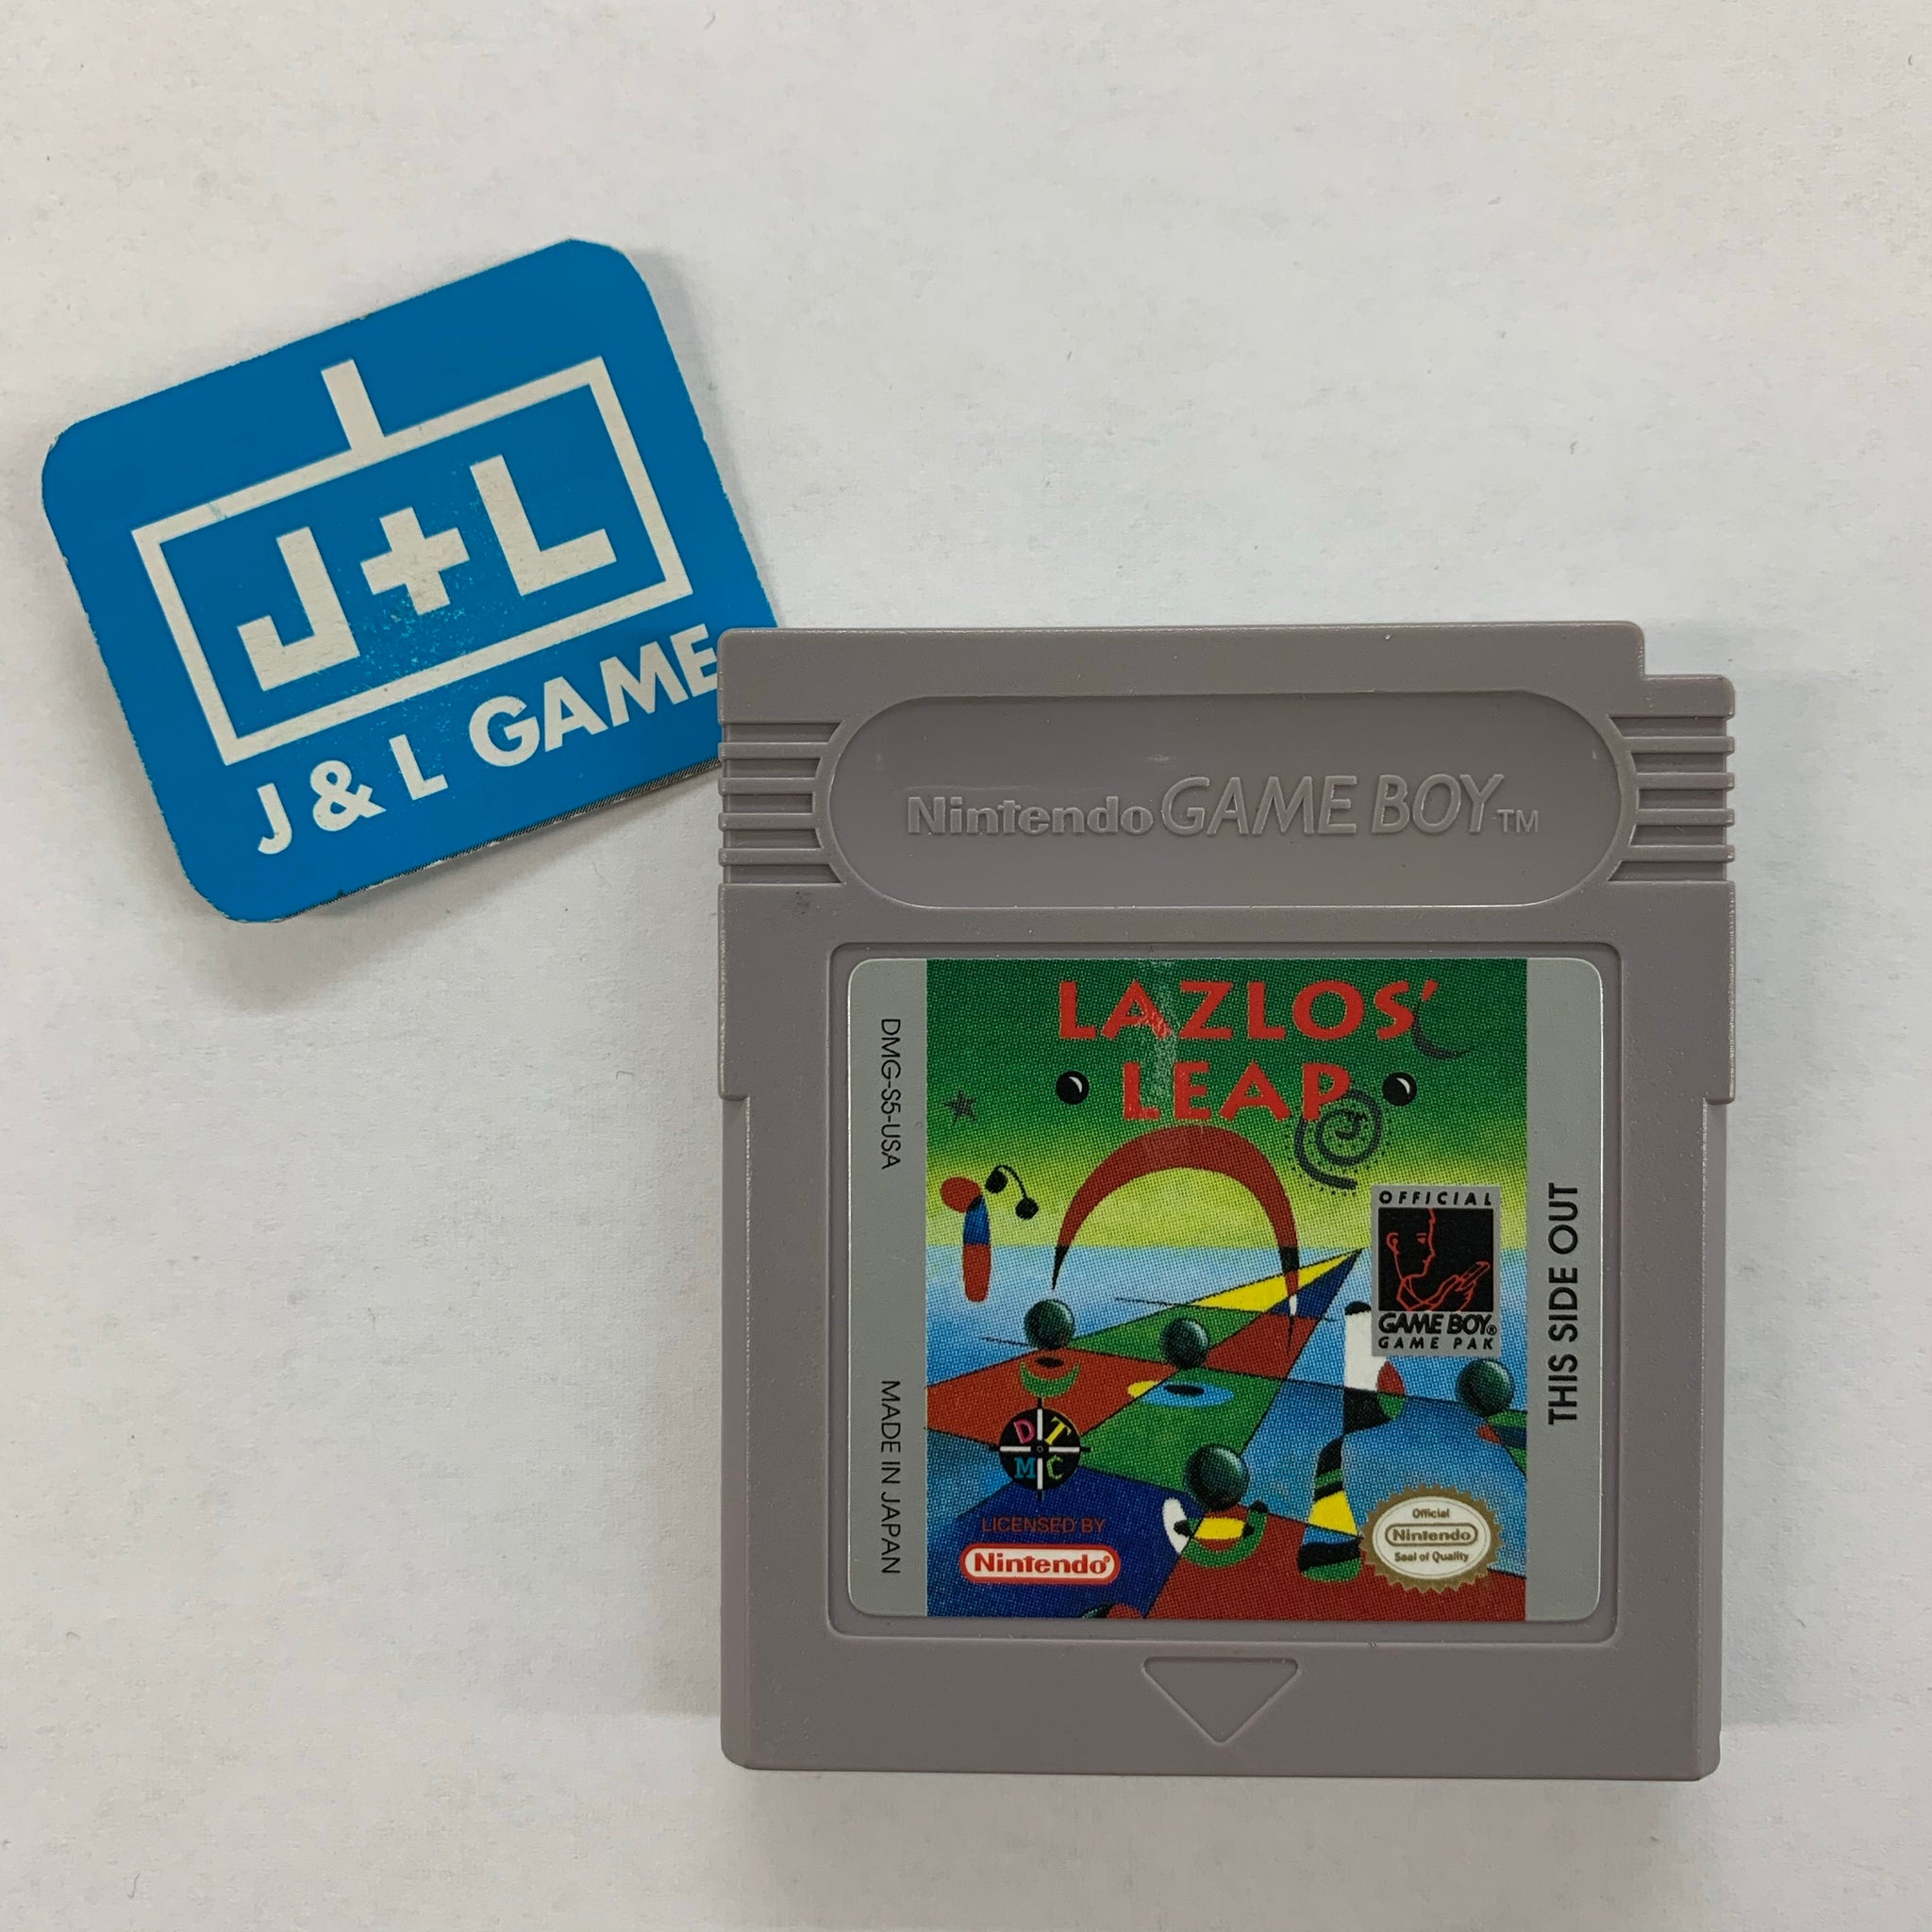 J+L
J & L GAME
Nintendo GAME BOY TM
LAZLOS'
LEAP
DMG-S5-USA
MADE IN JAPAN
OFFICIAL
GAME BOY®
GAME PAK
THIS SIDE OUT
D T
M C
LICENSED BY
Nintendo®
Official
Nintendo
Seal of Quality